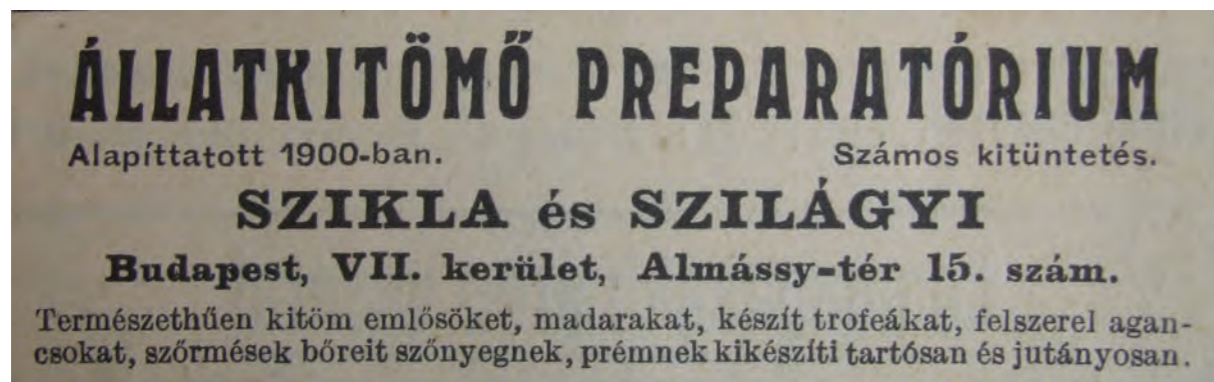 ÁLLATKITÖMŐ PREPARATÓRIUM
Alapíttatott 1900-ban. Számos kitüntetés.
SZIKLA és SZILÁGYI
Budapest, VII. kerület, Almássy-tér 15. szám.
Természethűen kitöm emlősöket, madarakat, készít trofeákat, felszerel agan-
csokat, szőrmések bőreit szőnyegnek, prémnek kikészíti tartósan és jutányosan.